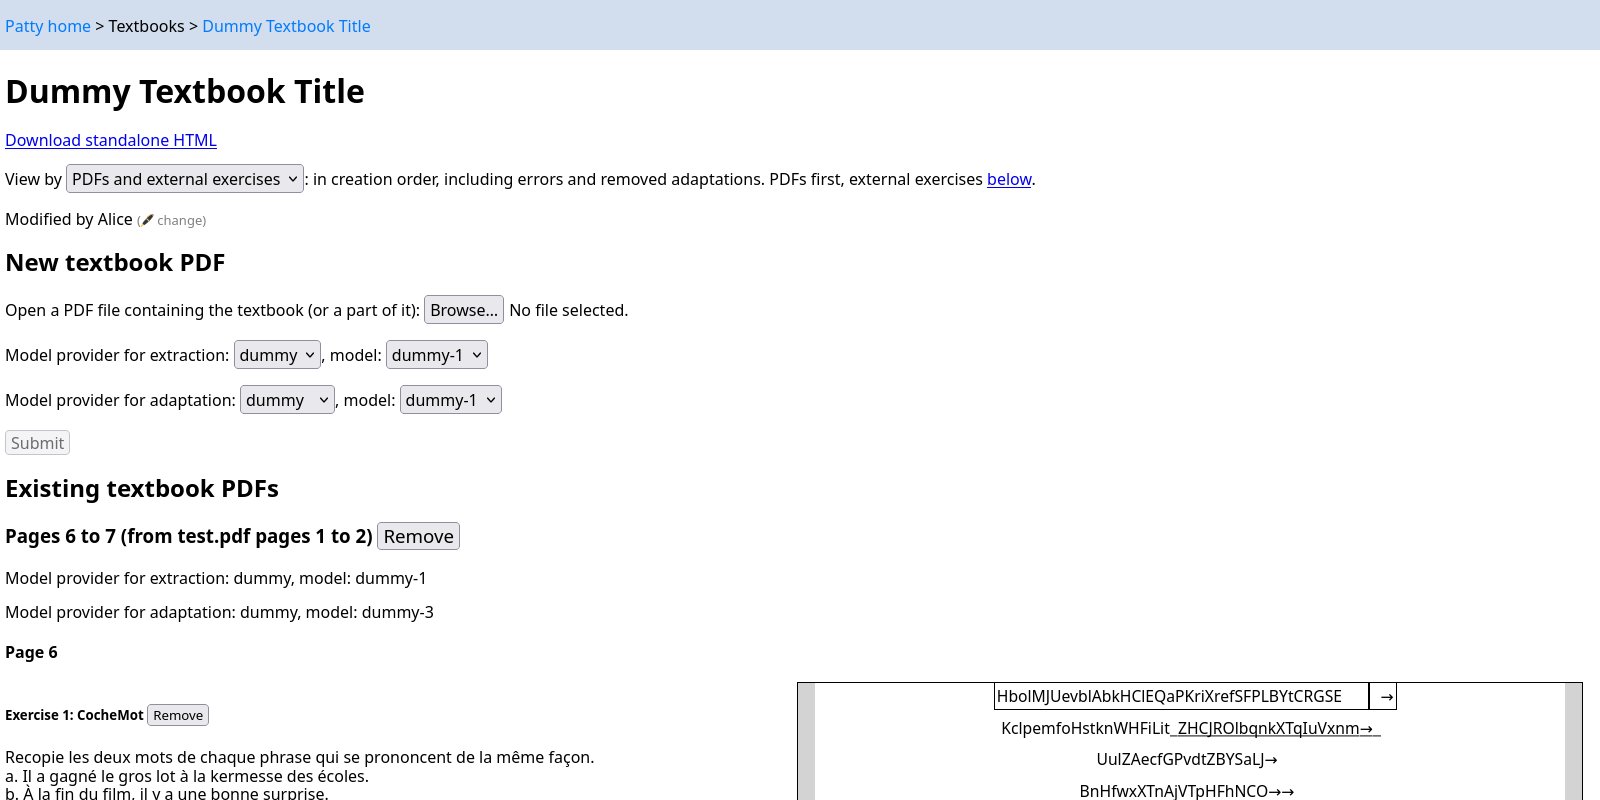 Patty home > Textbooks > Dummy Textbook Title
Dummy Textbook Title
Download standalone HTML
View by PDFs and external exercises : in creation order, including errors and removed adaptations. PDFs first, external exercises below.
Modified by Alice (🖋 change)
New textbook PDF
Open a PDF file containing the textbook (or a part of it): Browse... No file selected.
Model provider for extraction: dummy , model: dummy-1
Model provider for adaptation: dummy , model: dummy-1
Submit
Existing textbook PDFs
Pages 6 to 7 (from test.pdf pages 1 to 2) Remove
Model provider for extraction: dummy, model: dummy-1
Model provider for adaptation: dummy, model: dummy-3
Page 6
Exercise 1: CocheMot Remove
Recopie les deux mots de chaque phrase qui se prononcent de la même façon.
a. Il a gagné le gros lot à la kermesse des écoles.
b. À la fin du film, il y a une bonne surprise.
HbolMJUevblAbkHClEQaPKriXrefSFPLBYtCRGSE →
KclpemfoHstknWHFiLit_ZHCJROlbqnkXTqIuVxnm→_
UulZAecfGPvdtZBYSaLJ→
BnHfwxXTnAjVTpHFhNCO→→